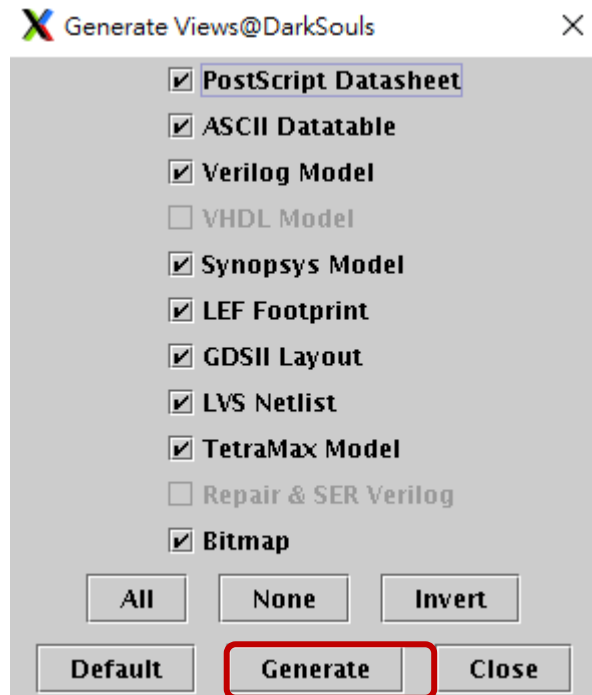 Generate Views@DarkSouls
PostScript Datasheet
ASCII Datatable
Verilog Model
VHDL Model
Synopsys Model
LEF Footprint
GDSII Layout
LVS Netlist
TetraMax Model
Repair & SER Verilog
Bitmap
All None Invert
Default Generate Close